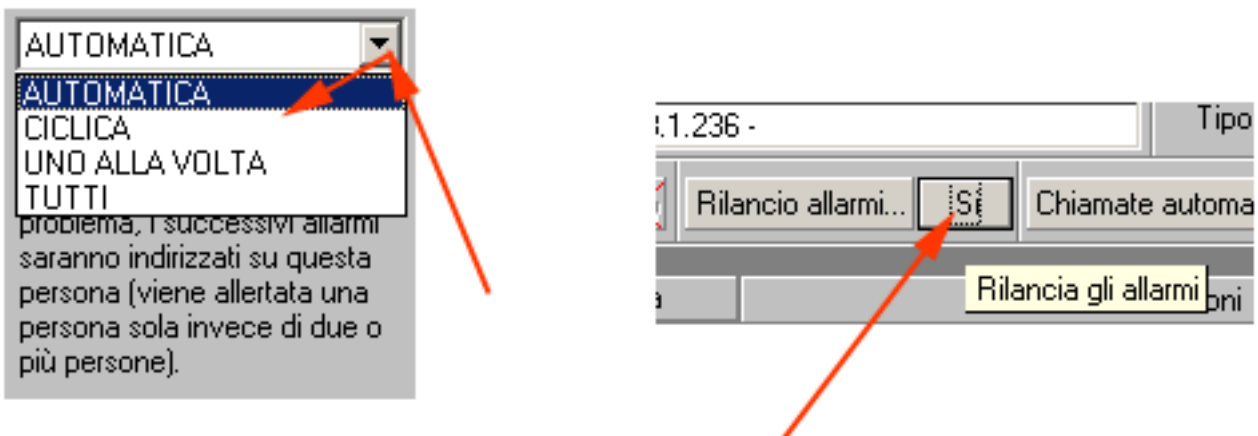 AUTOMATICA
AUTOMATICA
CICLICA
UNO ALLA VOLTA
TUTTI
problema, i successivi allarmi
saranno indirizzati su questa
persona (viene allertata una
persona sola invece di due o
più persone).
.1.236 -
Tipo
Rilancio allarmi...
Sì
Chiamate automa
Rilancia gli allarmi
oni